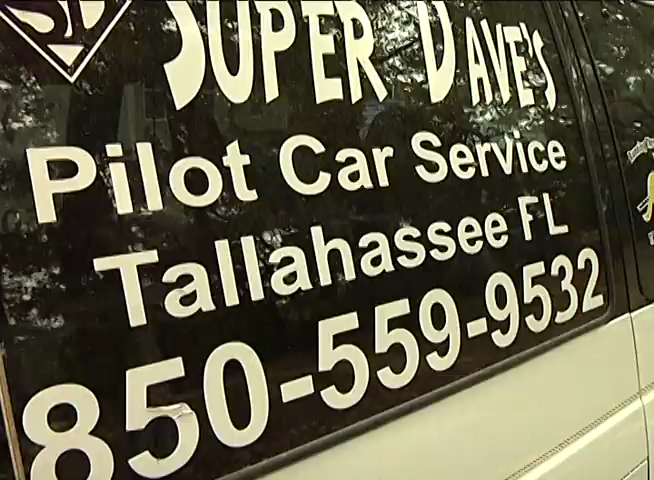 SUPER DAVE'S
Pilot Car Service
Tallahassee FL
850-559-9532